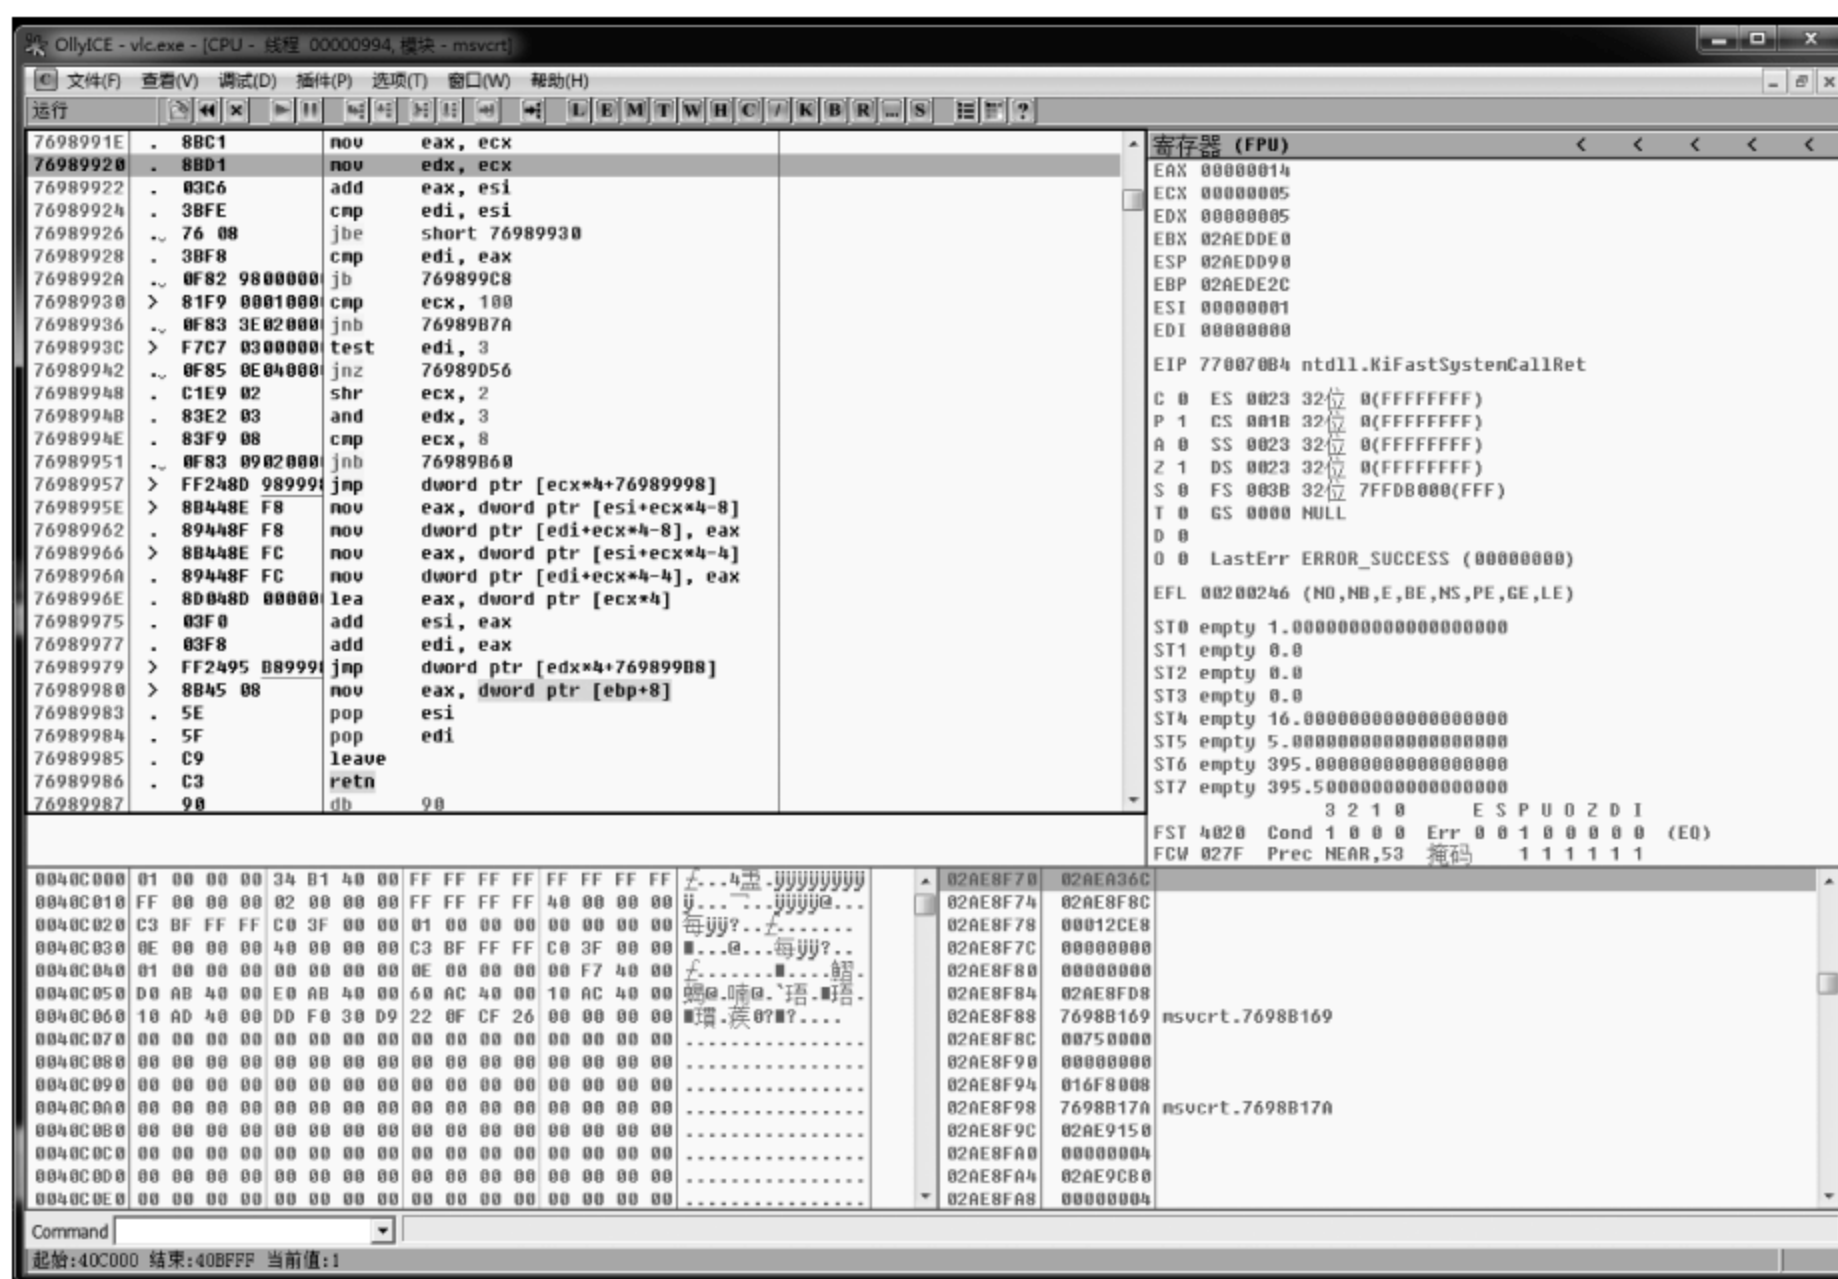 OllyICE - vlc.exe - [CPU - 线程 00000994, 模块 - msvcrt]
文件(F) 查看(V) 调试(D) 插件(P) 选项(T) 窗口(W) 帮助(H)
运行 L E M T W H C / K B R ... S ?
7698991E . 8BC1 mov eax, ecx
76989920 . 8BD1 mov edx, ecx
76989922 . 03C6 add eax, esi
76989924 . 3BFE cmp edi, esi
76989926 . 76 08 jbe short 76989930
76989928 . 3BF8 cmp edi, eax
7698992A . 0F82 98000000 jb 769899C8
76989930 > 81F9 0001000 cmp ecx, 100
76989936 . 0F83 3E02000 jnb 76989B7A
7698993C > F7C7 0300000 test edi, 3
76989942 . 0F85 0E04000 jnz 76989D56
76989948 . C1E9 02 shr ecx, 2
7698994B . 83E2 03 and edx, 3
7698994E . 83F9 08 cmp ecx, 8
76989951 . 0F83 0902000 jnb 76989B60
76989957 > FF248D 98999 jmp dword ptr [ecx*4+76989998]
7698995E > 8B448E F8 mov eax, dword ptr [esi+ecx*4-8]
76989962 . 89448F F8 mov dword ptr [edi+ecx*4-8], eax
76989966 > 8B448E FC mov eax, dword ptr [esi+ecx*4-4]
7698996A . 89448F FC mov dword ptr [edi+ecx*4-4], eax
7698996E . 8D048D 00000 lea eax, dword ptr [ecx*4]
76989975 . 03F0 add esi, eax
76989977 . 03F8 add edi, eax
76989979 > FF2495 B8999 jmp dword ptr [edx*4+769899B8]
76989980 > 8B45 08 mov eax, dword ptr [ebp+8]
76989983 . 5E pop esi
76989984 . 5F pop edi
76989985 . C9 leave
76989986 . C3 retn
76989987 90 db 90
寄存器 (FPU) < < < < <
EAX 00000014
ECX 00000005
EDX 00000005
EBX 02AEDDE0
ESP 02AEDD90
EBP 02AEDE2C
ESI 00000001
EDI 00000000
EIP 770070B4 ntdll.KiFastSystemCallRet
C 0 ES 0023 32位 0(FFFFFFFF)
P 1 CS 001B 32位 0(FFFFFFFF)
A 0 SS 0023 32位 0(FFFFFFFF)
Z 1 DS 0023 32位 0(FFFFFFFF)
S 0 FS 003B 32位 7FFDB000(FFF)
T 0 GS 0000 NULL
D 0
O 0 LastErr ERROR_SUCCESS (00000000)
EFL 00200246 (NO,NB,E,BE,NS,PE,GE,LE)
ST0 empty 1.0000000000000000000
ST1 empty 0.0
ST2 empty 0.0
ST3 empty 0.0
ST4 empty 16.000000000000000000
ST5 empty 5.0000000000000000000
ST6 empty 395.00000000000000000
ST7 empty 395.50000000000000000
3 2 1 0 E S P U O Z D I
FST 4020 Cond 1 0 0 0 Err 0 0 1 0 0 0 0 0 (EQ)
FCW 027F Prec NEAR,53 掩码 1 1 1 1 1 1
0040C000 01 00 00 00 34 B1 40 00 FF FF FF FF FF FF FF FF
0040C010 FF 00 00 00 02 00 00 00 FF FF FF FF 40 00 00 00
0040C020 C3 BF FF FF C0 3F 00 00 01 00 00 00 00 00 00 00
0040C030 0E 00 00 00 40 00 00 00 C3 BF FF FF C0 3F 00 00
0040C040 01 00 00 00 00 00 00 00 0E 00 00 00 00 F7 40 00
0040C050 D0 AB 40 00 E0 AB 40 00 60 AC 40 00 10 AC 40 00
0040C060 10 AD 40 00 DD F0 30 D9 22 0F CF 26 00 00 00 00
0040C070 00 00 00 00 00 00 00 00 00 00 00 00 00 00 00 00 ................
0040C080 00 00 00 00 00 00 00 00 00 00 00 00 00 00 00 00 ................
0040C090 00 00 00 00 00 00 00 00 00 00 00 00 00 00 00 00 ................
0040C0A0 00 00 00 00 00 00 00 00 00 00 00 00 00 00 00 00 ................
0040C0B0 00 00 00 00 00 00 00 00 00 00 00 00 00 00 00 00 ................
0040C0C0 00 00 00 00 00 00 00 00 00 00 00 00 00 00 00 00 ................
0040C0D0 00 00 00 00 00 00 00 00 00 00 00 00 00 00 00 00 ................
0040C0E0 00 00 00 00 00 00 00 00 00 00 00 00 00 00 00 00 ................
02AE8F70 02AEA36C
02AE8F74 02AE8F8C
02AE8F78 00012CE8
02AE8F7C 00000000
02AE8F80 00000000
02AE8F84 02AE8FD8
02AE8F88 7698B169 msvcrt.7698B169
02AE8F8C 00750000
02AE8F90 00000000
02AE8F94 016F8008
02AE8F98 7698B17A msvcrt.7698B17A
02AE8F9C 02AE9150
02AE8FA0 00000004
02AE8FA4 02AE9CB0
02AE8FA8 00000004
Command
起始:40C000 结束:40BFFF 当前值:1